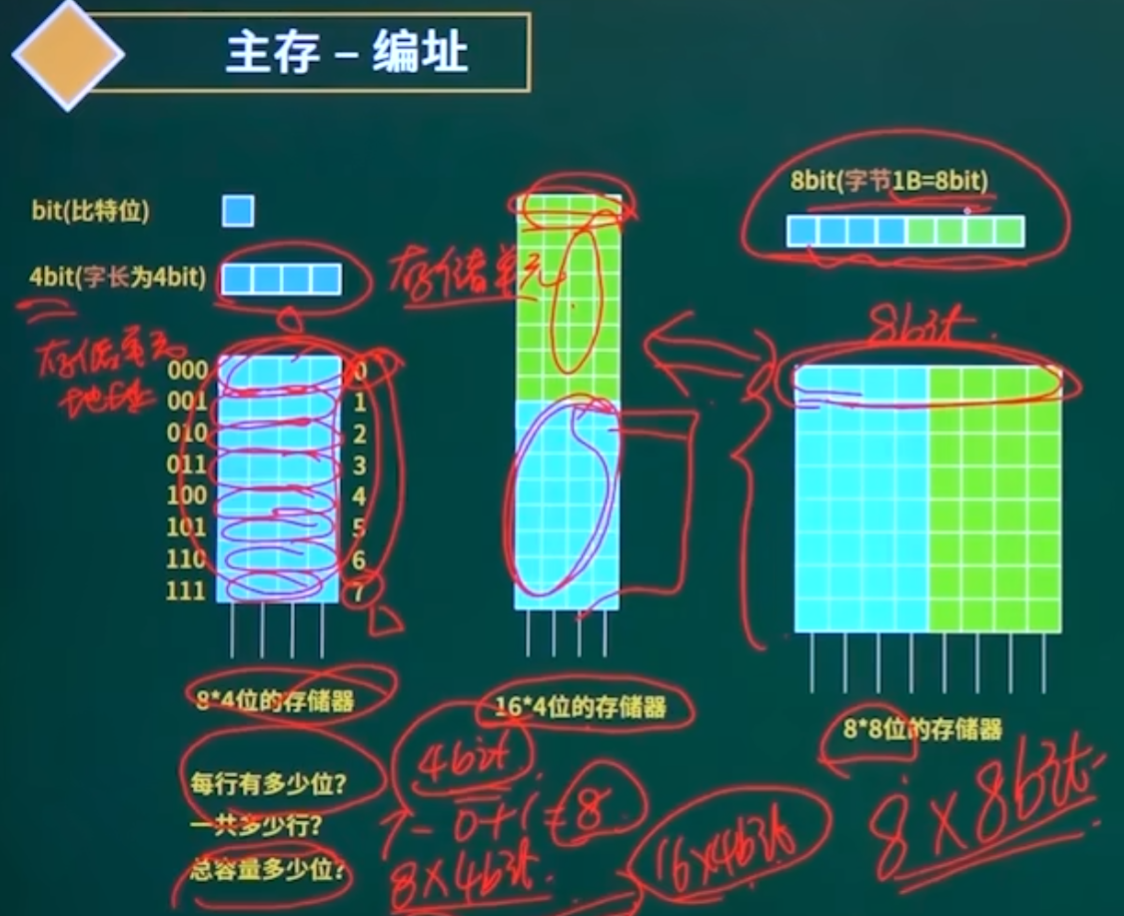 主存 – 编址
bit(比特位)
8bit(字节1B=8bit)
4bit(字长为4bit)
存储单元
8bit
存储单元
地址
000 0
001 1
010 2
011 3
100 4
101 5
110 6
111 7
8*4位的存储器
16*4位的存储器
8*8位的存储器
每行有多少位?
4bit
一共多少行?
7-0+1=8
总容量多少位?
8×4bit
16×4bit
8×8bit